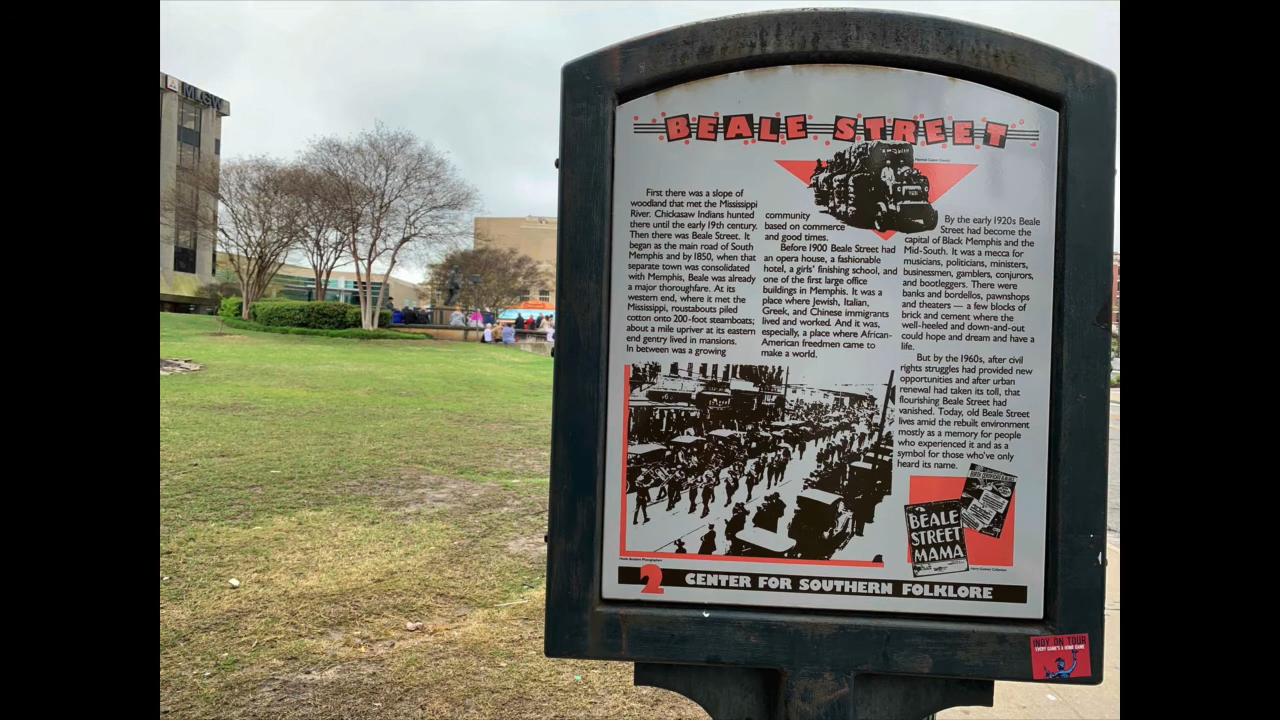 MLGW
BEALE STREET
First there was a slope of
woodland that met the Mississippi
River. Chickasaw Indians hunted
there until the early 19th century.
Then there was Beale Street. It
began as the main road of South
Memphis and by 1850, when that
separate town was consolidated
with Memphis, Beale was already
a major thoroughfare. At its
western end, where it met the
Mississippi, roustabouts piled
cotton onto 200-foot steamboats;
about a mile upriver at its eastern
end gentry lived in mansions.
In between was a growing
community
based on commerce
and good times.
Before 1900 Beale Street had
an opera house, a fashionable
hotel, a girls' finishing school, and
one of the first large office
buildings in Memphis. It was a
place where Jewish, Italian,
Greek, and Chinese immigrants
lived and worked. And it was,
especially, a place where African-
American freedmen came to
make a world.
By the early 1920s Beale
Street had become the
capital of Black Memphis and the
Mid-South. It was a mecca for
musicians, politicians, ministers,
businessmen, gamblers, conjurors,
and bootleggers. There were
banks and bordellos, pawnshops
and theaters — a few blocks of
brick and cement where the
well-heeled and down-and-out
could hope and dream and have a
life.
But by the 1960s, after civil
rights struggles had provided new
opportunities and after urban
renewal had taken its toll, that
flourishing Beale Street had
vanished. Today, old Beale Street
lives amid the rebuilt environment
mostly as a memory for people
who experienced it and as a
symbol for those who've only
heard its name.
BEALE
STREET
MAMA
2 CENTER FOR SOUTHERN FOLKLORE
INDY ON TOUR
EVERY GAME'S A HOME GAME